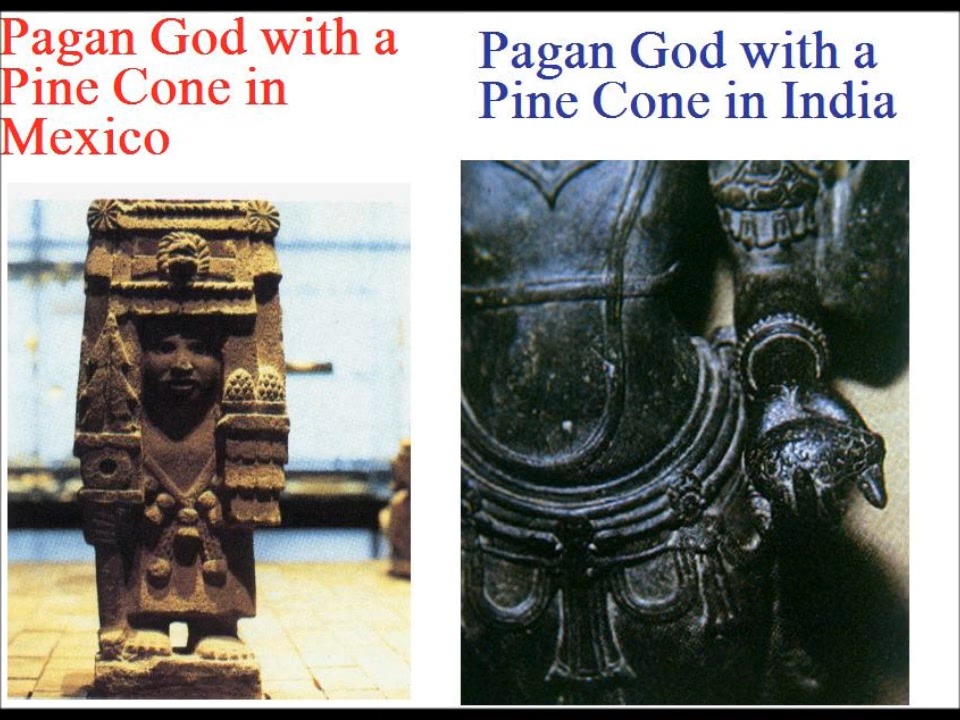 Pagan God with a
Pine Cone in
Mexico
Pagan God with a
Pine Cone in India